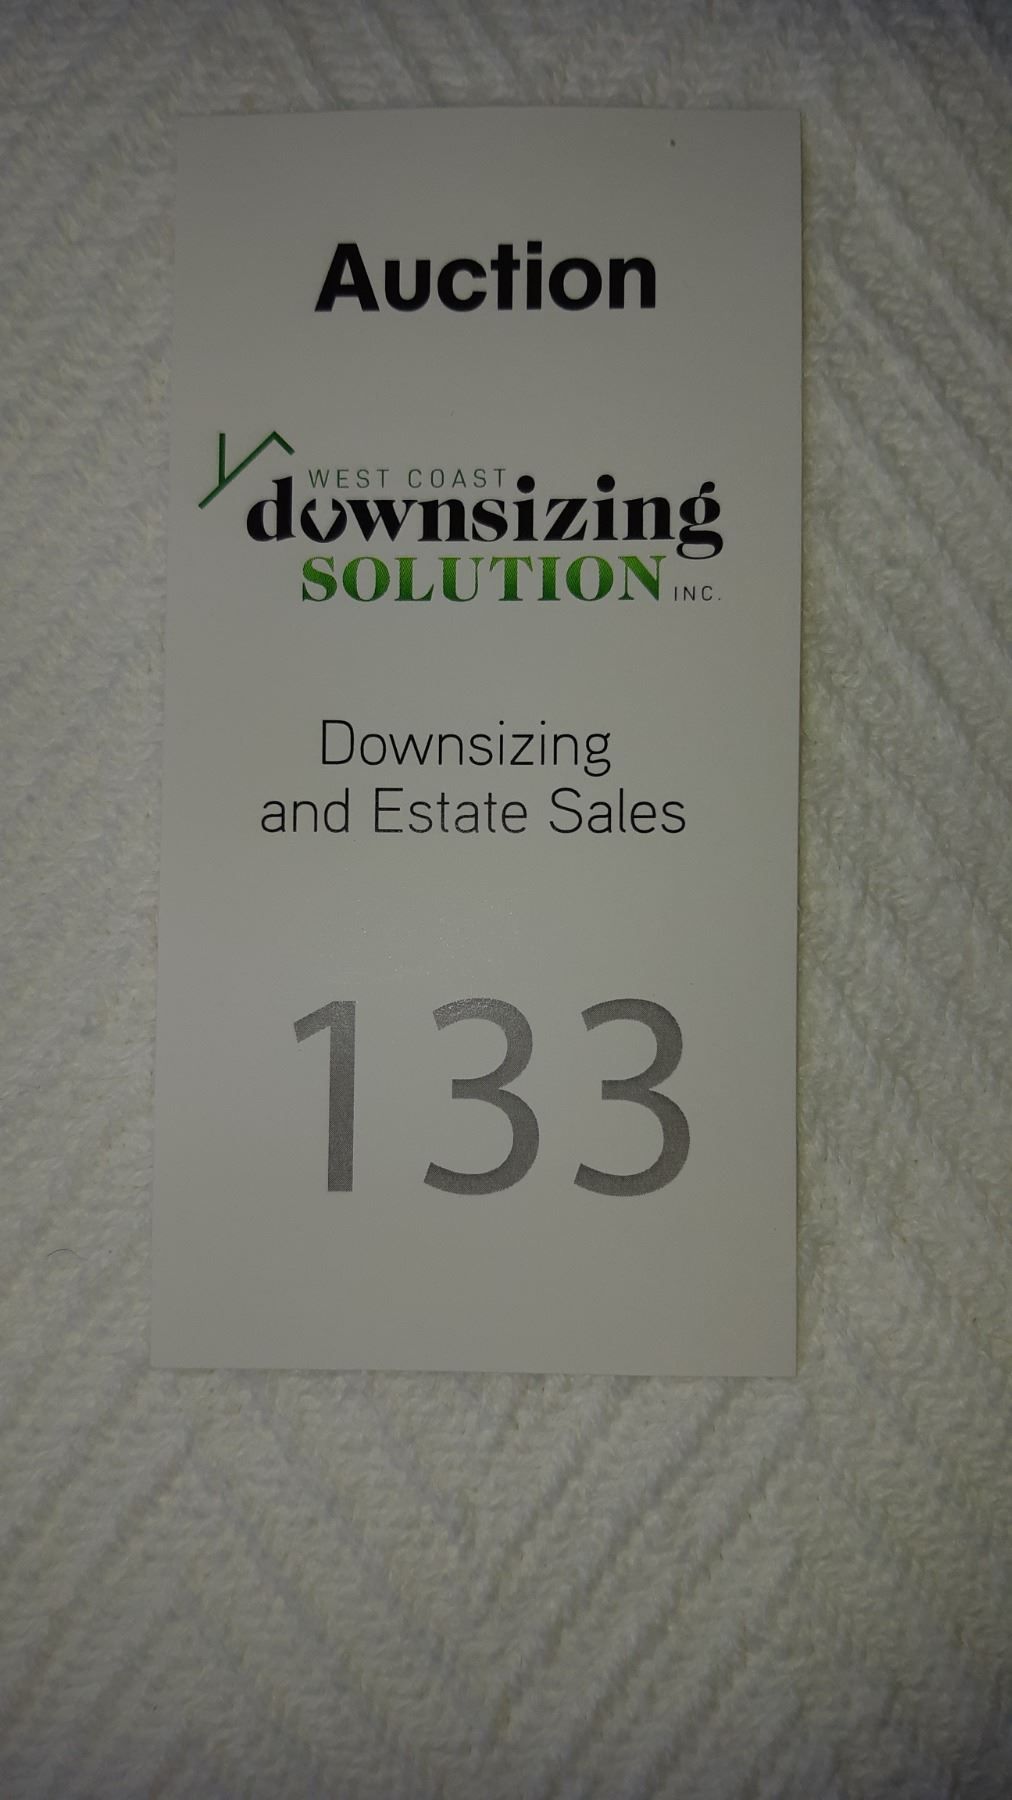 Auction
WEST COAST
downsizing
SOLUTION INC.
Downsizing
and Estate Sales
133